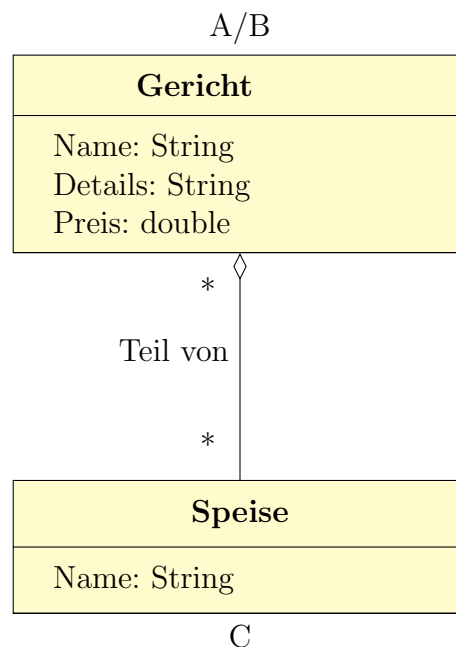 A/B
Gericht
Name: String
Details: String
Preis: double
*
Teil von
*
Speise
Name: String
C